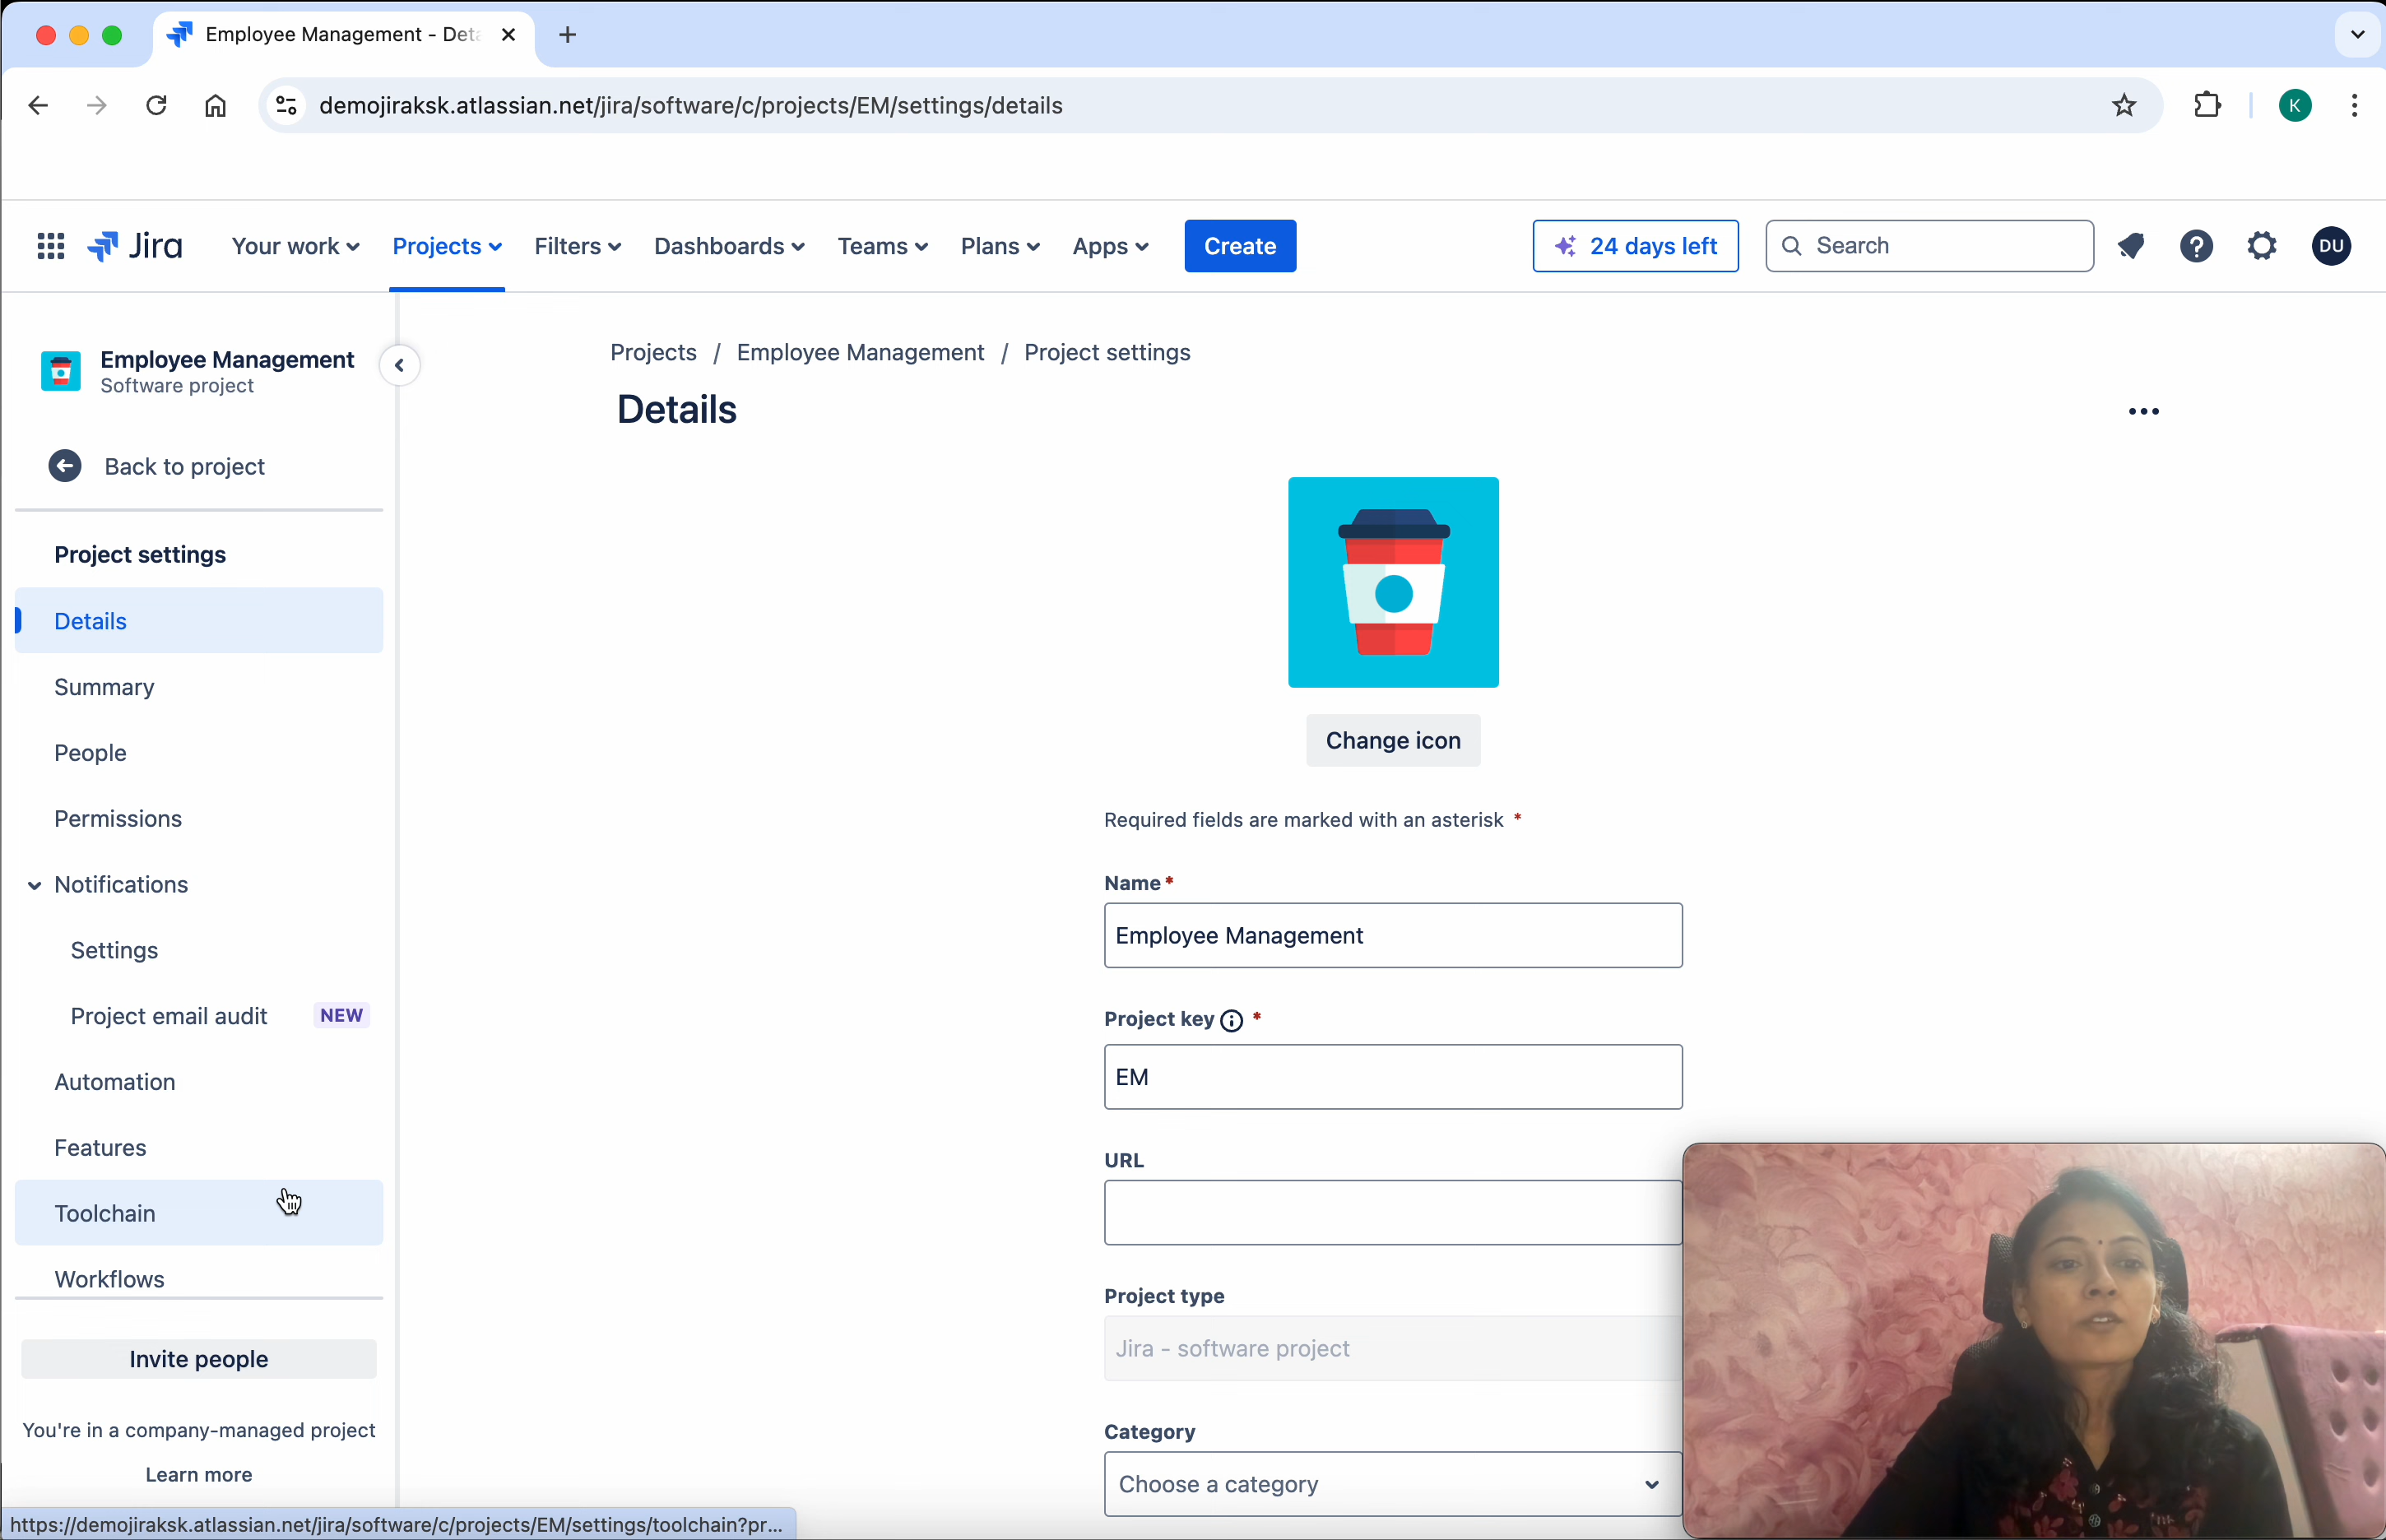 Employee Management - Deta
demojiraksk.atlassian.net/jira/software/c/projects/EM/settings/details
K
Jira
Your work
Projects
Filters
Dashboards
Teams
Plans
Apps
Create
24 days left
Search
DU
Employee Management
Software project
Back to project
Project settings
Details
Summary
People
Permissions
Notifications
Settings
Project email audit NEW
Automation
Features
Toolchain
Workflows
Invite people
You're in a company-managed project
Learn more
https://demojiraksk.atlassian.net/jira/software/c/projects/EM/settings/toolchain?pr...
Projects / Employee Management / Project settings
Details
Change icon
Required fields are marked with an asterisk *
Name *
Employee Management
Project key *
EM
URL
Project type
Jira - software project
Category
Choose a category